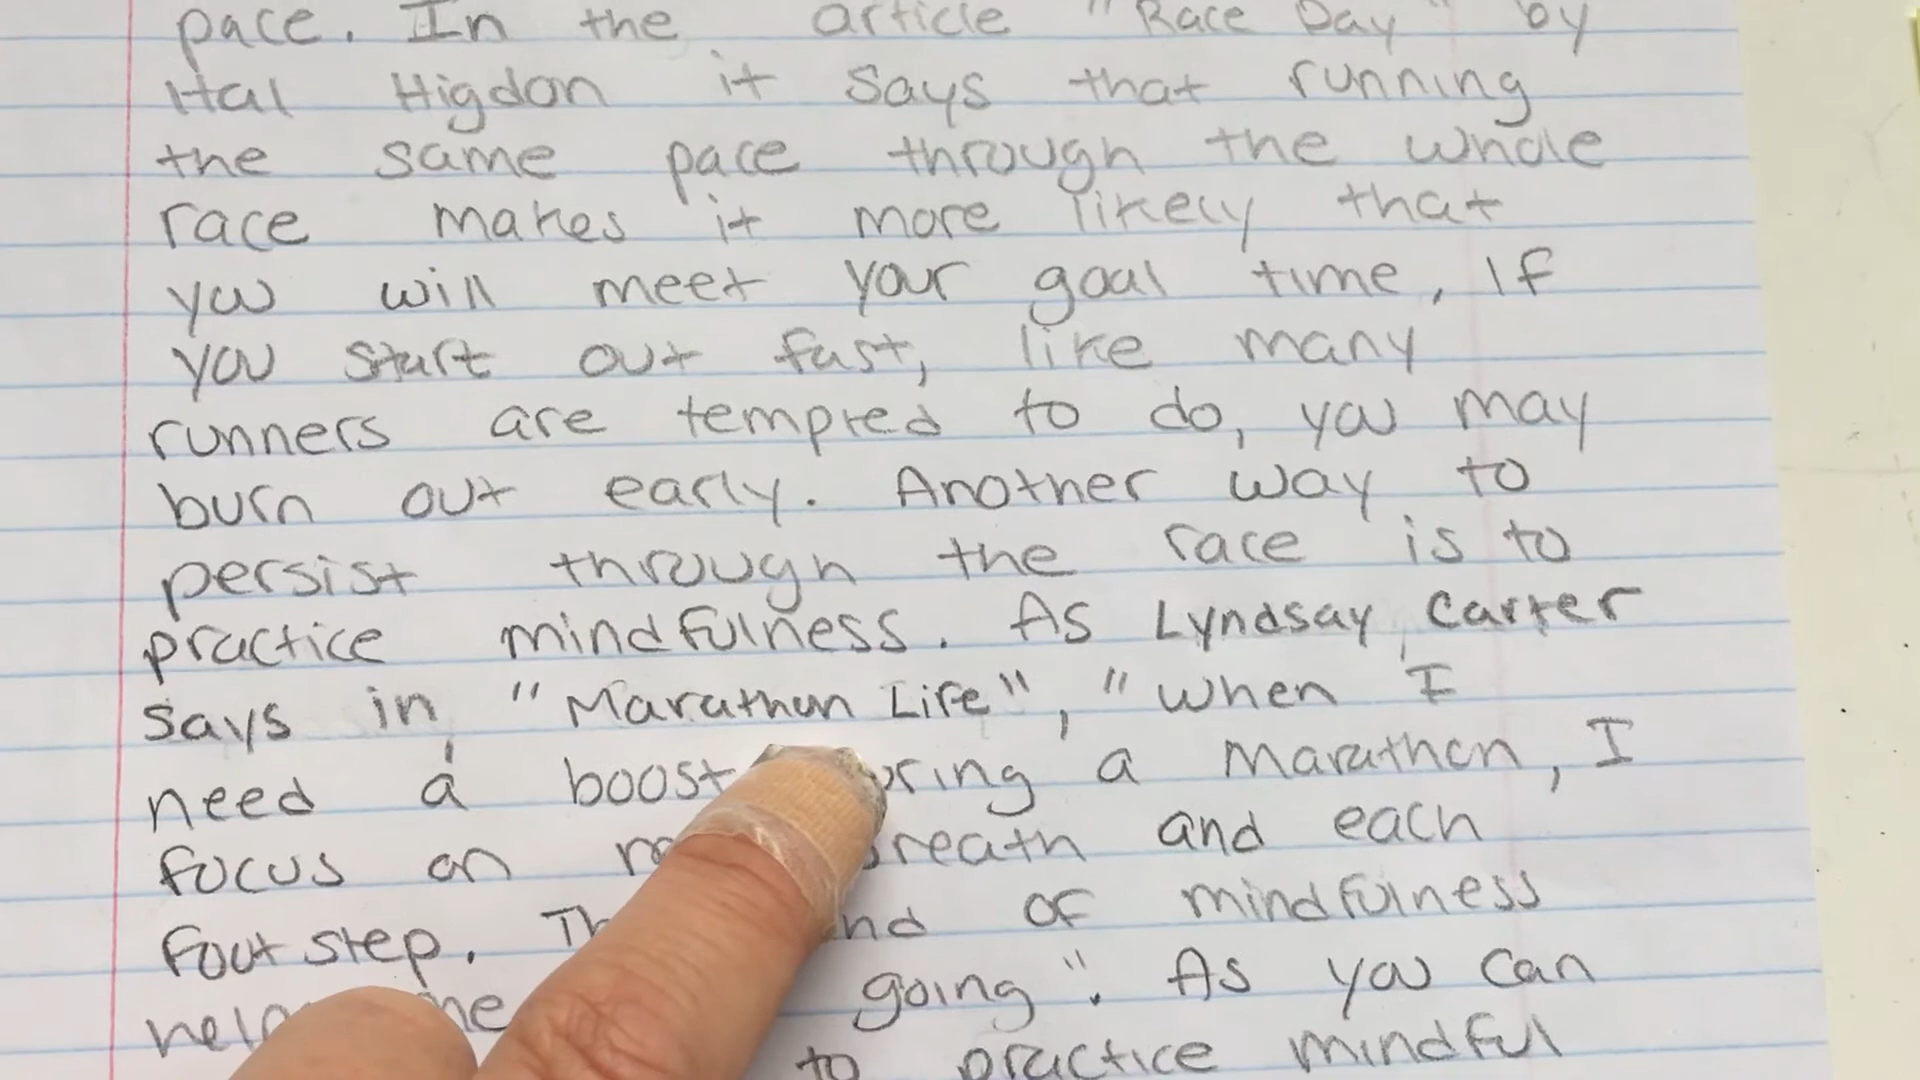 pace. In the article "Race Day" by
Hal Higdon it says that running
the same pace through the whole
race makes it more likely that
you will meet your goal time, If
you start out fast, like many
runners are tempted to do, you may
burn out early. Another way to
persist through the race is to
practice mindfulness. As Lyndsay Carter
says in "Marathon Life", "when I
need a boost a marathon, I
focus on and each
foot step. of mindfulness
going". As you can
to practice mindful